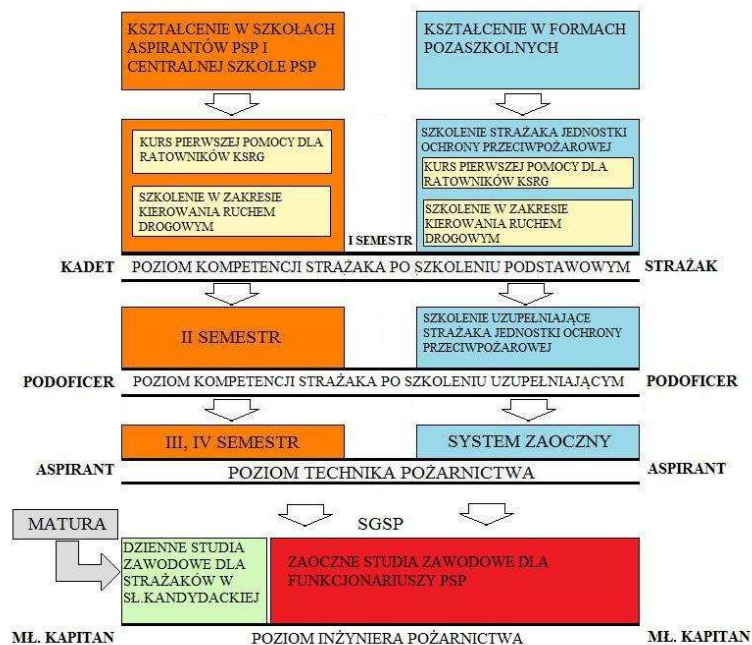 KSZTAŁCENIE W SZKOŁACH
ASPIRANTÓW PSP I
CENTRALNEJ SZKOLE PSP
KSZTAŁCENIE W FORMACH
POZASZKOLNYCH
KURS PIERWSZEJ POMOCY DLA
RATOWNIKÓW KSRG
SZKOLENIE W ZAKRESIE
KIEROWANIA RUCHEM
DROGOWYM
SZKOLENIE STRAŻAKA JEDNOSTKI
OCHRONY PRZECIWPOŻAROWEJ
KURS PIERWSZEJ POMOCY DLA
RATOWNIKÓW KSRG
SZKOLENIE W ZAKRESIE
KIEROWANIA RUCHEM
DROGOWYM
I SEMESTR
KADET
POZIOM KOMPETENCJI STRAŻAKA PO SZKOLENIU PODSTAWOWYM
STRAŻAK
II SEMESTR
SZKOLENIE UZUPEŁNIAJĄCE
STRAŻAKA JEDNOSTKI OCHRONY
PRZECIWPOŻAROWEJ
PODOFICER
POZIOM KOMPETENCJI STRAŻAKA PO SZKOLENIU UZUPEŁNIAJĄCYM
PODOFICER
III, IV SEMESTR
SYSTEM ZAOCZNY
ASPIRANT
POZIOM TECHNIKA POŻARNICTWA
ASPIRANT
MATURA
SGSP
DZIENNE STUDIA
ZAWODOWE DLA
STRAŻAKÓW W
SŁ.KANDYDACKIEJ
ZAOCZNE STUDIA ZAWODOWE DLA
FUNKCJONARIUSZY PSP
MŁ. KAPITAN
POZIOM INŻYNIERA POŻARNICTWA
MŁ. KAPITAN